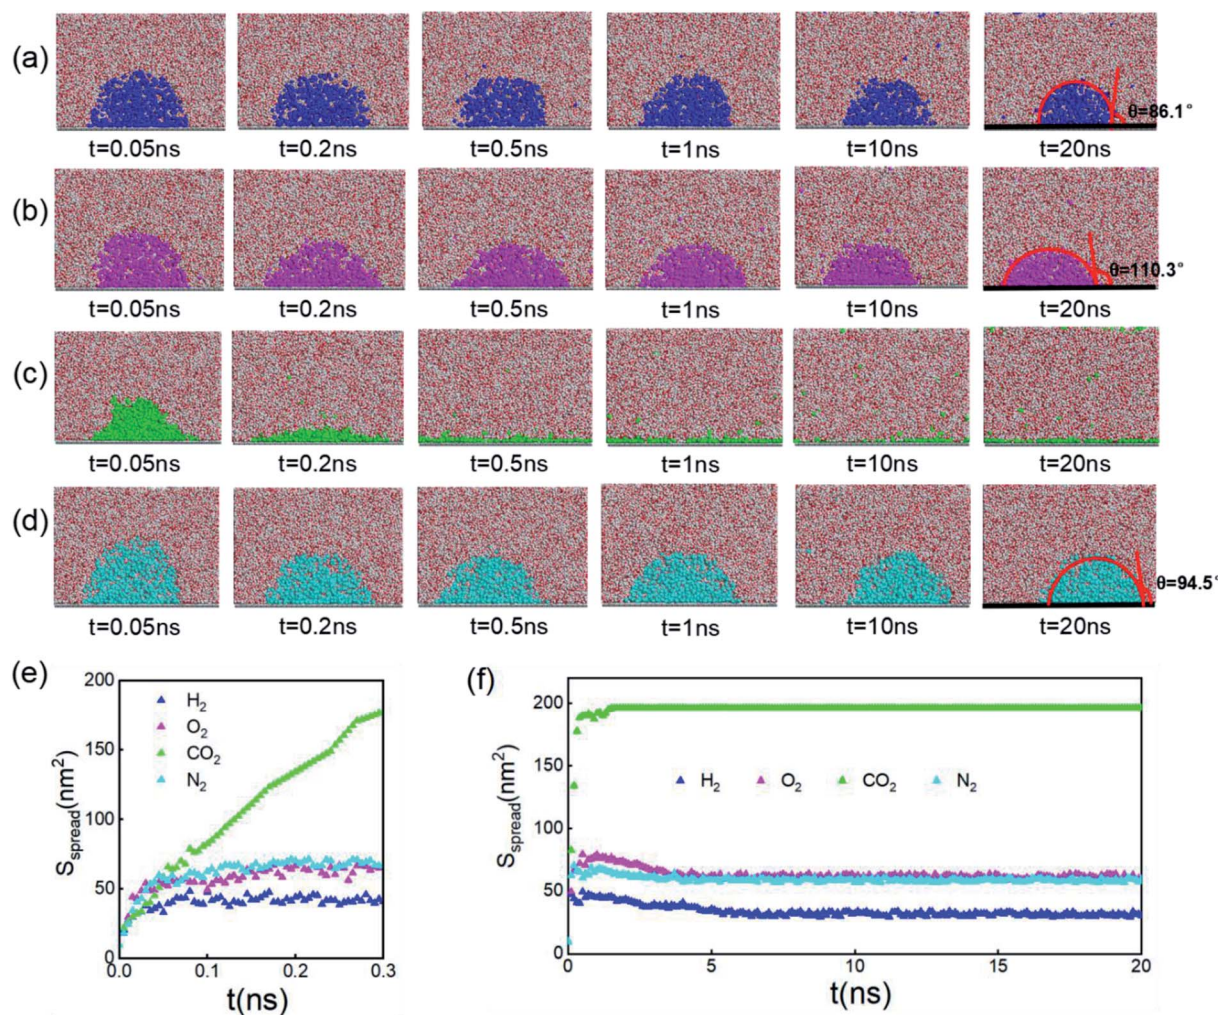 (a)
θ=86.1°
t=0.05ns t=0.2ns t=0.5ns t=1ns t=10ns t=20ns
(b)
θ=110.3°
t=0.05ns t=0.2ns t=0.5ns t=1ns t=10ns t=20ns
(c)
t=0.05ns t=0.2ns t=0.5ns t=1ns t=10ns t=20ns
(d)
θ=94.5°
t=0.05ns t=0.2ns t=0.5ns t=1ns t=10ns t=20ns
(e)
200
150
100
50
0
S_spread(nm²)
H₂
O₂
CO₂
N₂
0.0 0.1 0.2 0.3
t(ns)
(f)
200
150
100
50
0
S_spread(nm²)
H₂ O₂ CO₂ N₂
0 5 10 15 20
t(ns)